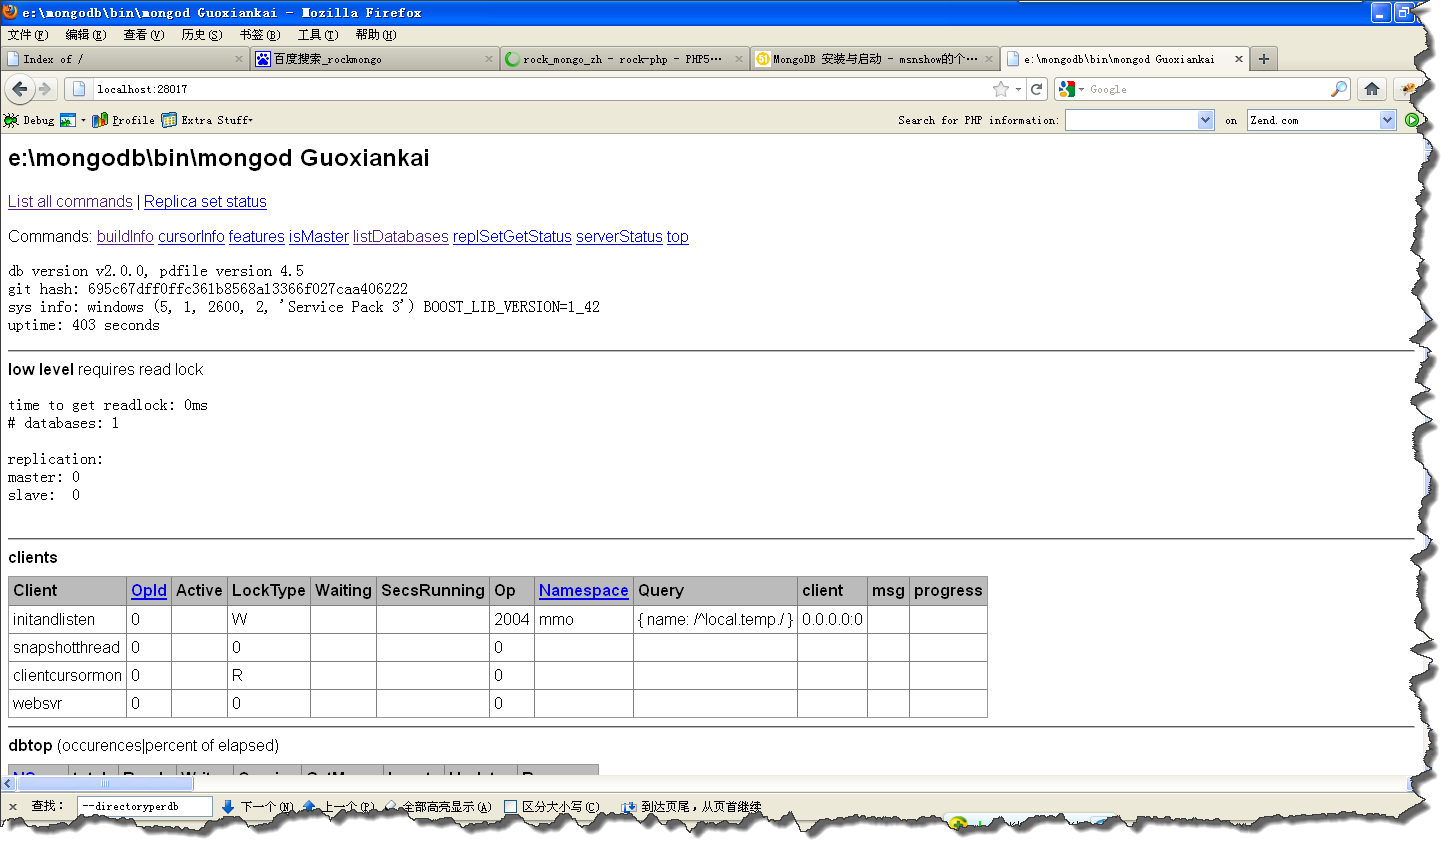 e:\mongodb\bin\mongod Guoxiankai - Mozilla Firefox
文件(F) 编辑(E) 查看(V) 历史(S) 书签(B) 工具(T) 帮助(H)
Index of / 百度搜索_rockmongo rock_mongo_zh - rock-php - PHP5… MongoDB 安装与启动 - msnshow的个… e:\mongodb\bin\mongod Guoxiankai
localhost:28017 Google
Debug Profile Extra Stuff Search for PHP information: on Zend.com
e:\mongodb\bin\mongod Guoxiankai
List all commands | Replica set status
Commands: buildInfo cursorInfo features isMaster listDatabases replSetGetStatus serverStatus top
db version v2.0.0, pdfile version 4.5
git hash: 695c67dff0ffc361b8568a13366f027caa406222
sys info: windows (5, 1, 2600, 2, 'Service Pack 3') BOOST_LIB_VERSION=1_42
uptime: 403 seconds
low level requires read lock
time to get readlock: 0ms
# databases: 1
replication:
master: 0
slave: 0
clients
Client OpId Active LockType Waiting SecsRunning Op Namespace Query client msg progress
initandlisten 0 W 2004 mmo { name: /^local.temp./ } 0.0.0.0:0
snapshotthread 0 0 0
clientcursormon 0 R 0
websvr 0 0 0
dbtop (occurences|percent of elapsed)
查找: --directoryperdb 下一个(N) 上一个(P) 全部高亮显示(A) 区分大小写(C) 到达页尾，从页首继续